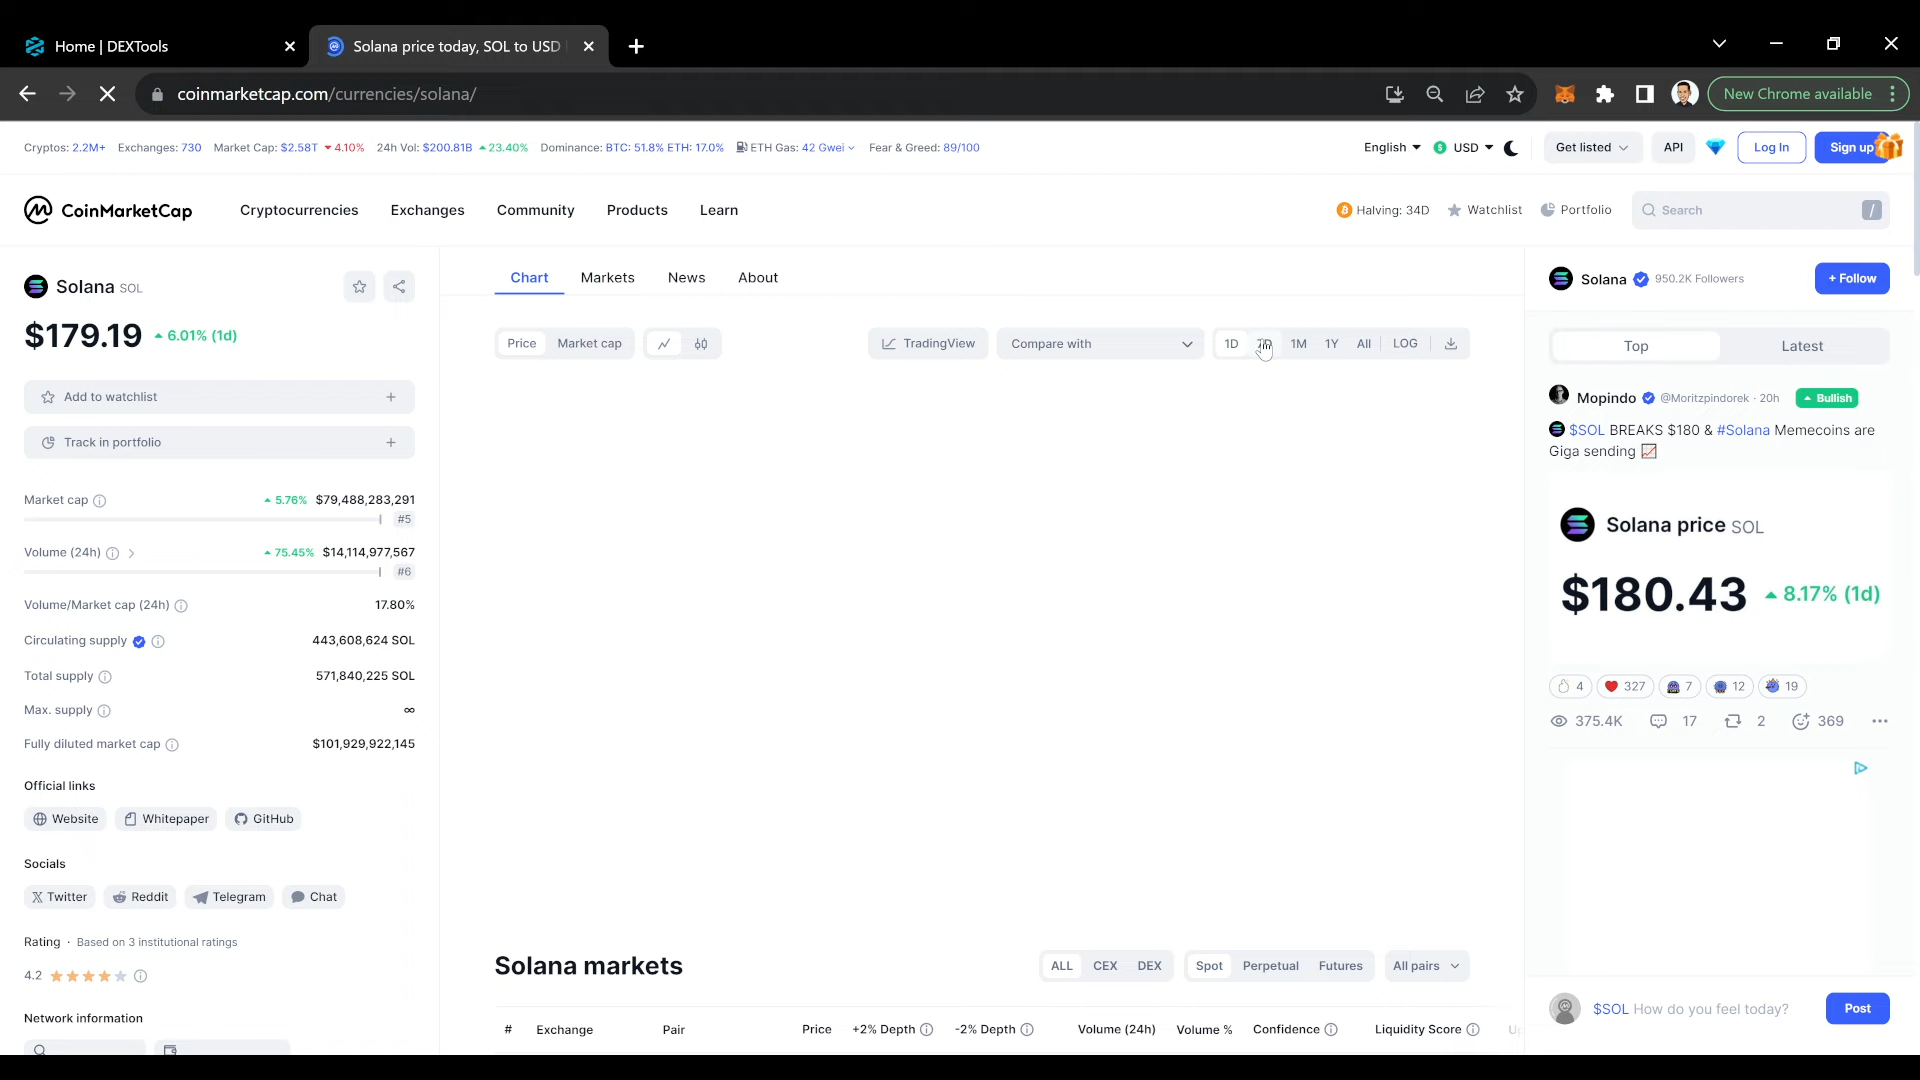 Home | DEXTools
Solana price today, SOL to USD
coinmarketcap.com/currencies/solana/
New Chrome available
Cryptos: 2.2M+ Exchanges: 730 Market Cap: $2.58T 4.10% 24h Vol: $200.81B 23.40% Dominance: BTC: 51.8% ETH: 17.0% ETH Gas: 42 Gwei Fear & Greed: 89/100
English USD Get listed API Log In Sign up
CoinMarketCap Cryptocurrencies Exchanges Community Products Learn
Halving: 34D Watchlist Portfolio Search /
Solana SOL
$179.19 6.01% (1d)
Add to watchlist +
Track in portfolio +
Market cap 5.76% $79,488,283,291
#5
Volume (24h) 75.45% $14,114,977,567
#6
Volume/Market cap (24h) 17.80%
Circulating supply 443,608,624 SOL
Total supply 571,840,225 SOL
Max. supply ∞
Fully diluted market cap $101,929,922,145
Official links
Website Whitepaper GitHub
Socials
Twitter Reddit Telegram Chat
Rating · Based on 3 institutional ratings
4.2
Network information
Chart Markets News About
Price Market cap TradingView Compare with 1D 1M 1Y All LOG
Solana markets
ALL CEX DEX Spot Perpetual Futures All pairs
# Exchange Pair Price +2% Depth -2% Depth Volume (24h) Volume % Confidence Liquidity Score
Solana 950.2K Followers + Follow
Top Latest
Mopindo @Moritzpindorek · 20h Bullish
$SOL BREAKS $180 & #Solana Memecoins are
Giga sending
Solana price SOL
$180.43 8.17% (1d)
4 327 7 12 19
375.4K 17 2 369
$SOL How do you feel today? Post